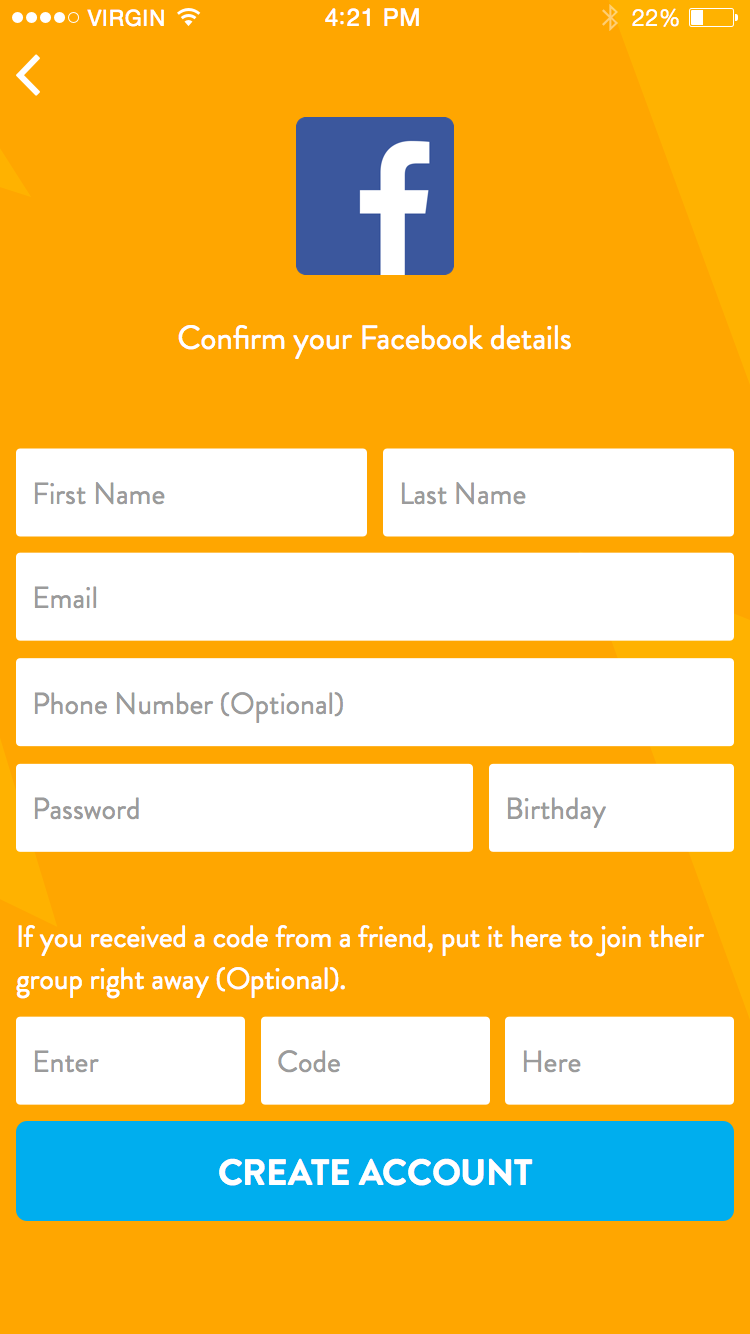 VIRGIN 4:21 PM 22%
f
Confirm your Facebook details
First Name Last Name
Email
Phone Number (Optional)
Password Birthday
If you received a code from a friend, put it here to join their
group right away (Optional).
Enter Code Here
CREATE ACCOUNT